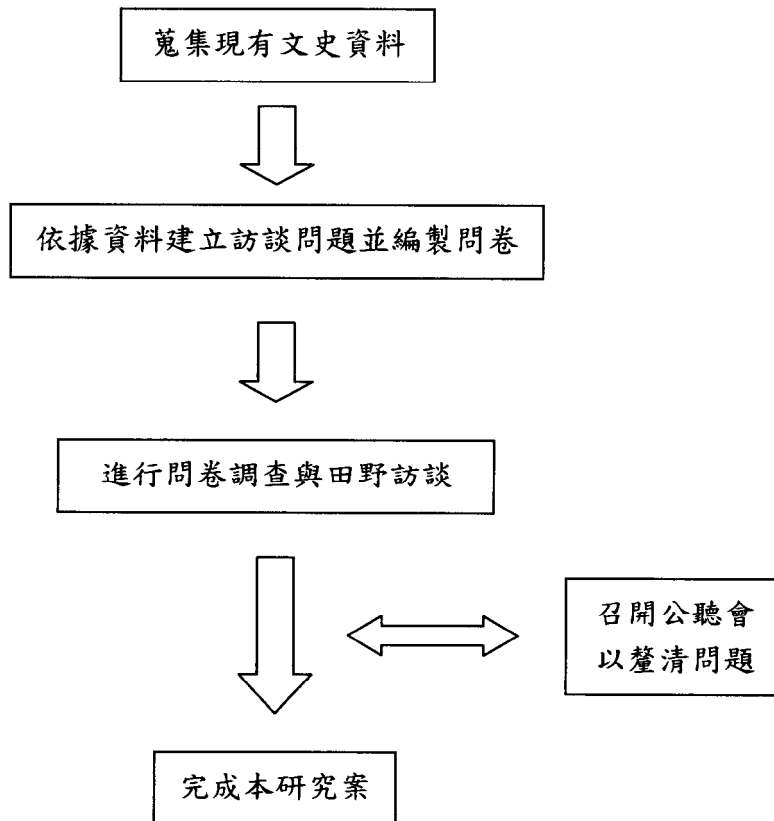 蒐集現有文史資料
依據資料建立訪談問題並編製問卷
進行問卷調查與田野訪談
召開公聽會
以釐清問題
完成本研究案